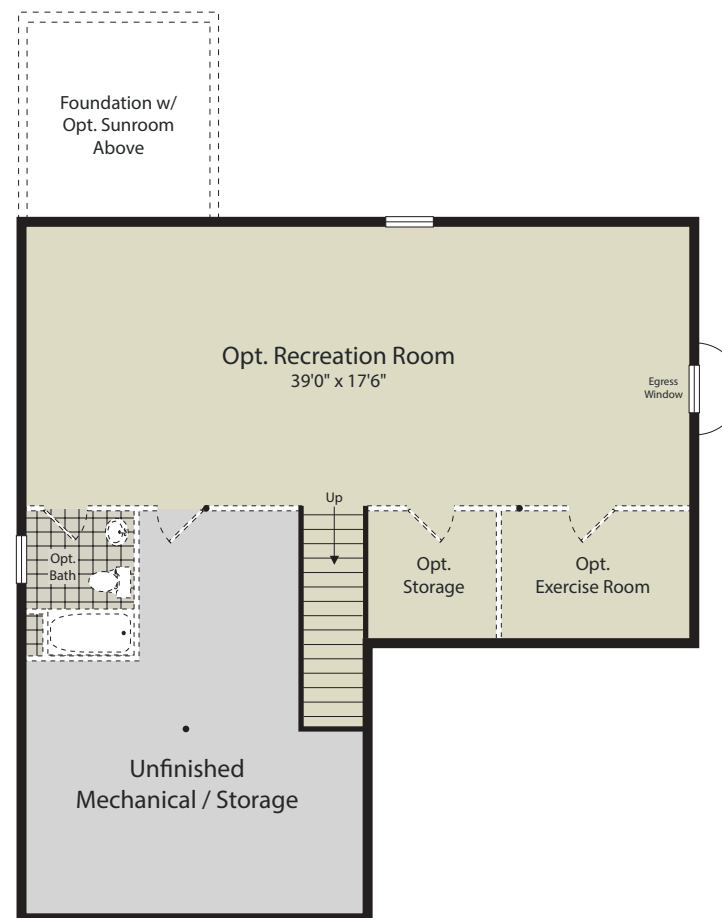 Foundation w/
Opt. Sunroom
Above
Opt. Recreation Room
39'0" x 17'6"
Egress
Window
Up
Opt.
Bath
Opt.
Storage
Opt.
Exercise Room
Unfinished
Mechanical / Storage